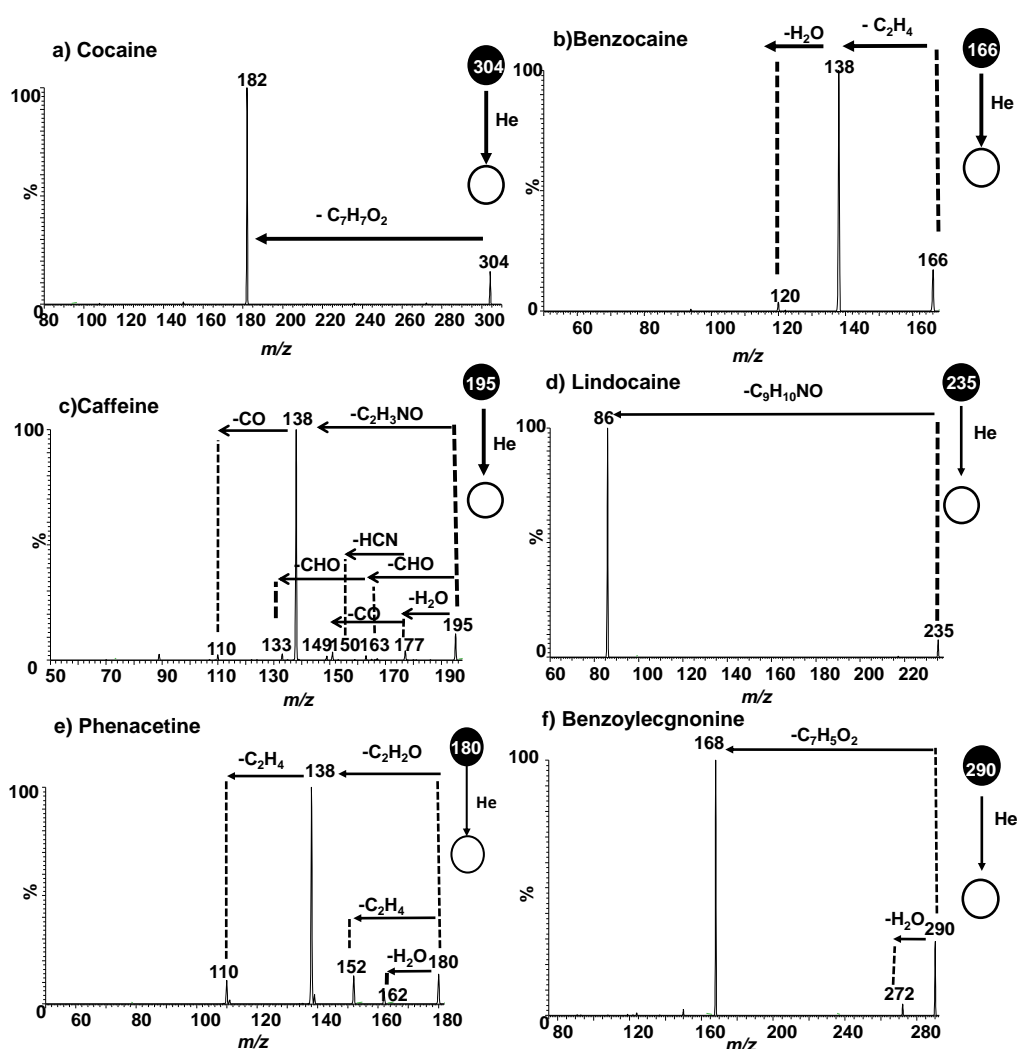 a) Cocaine
304
He
182
100
%
- C₇H₇O₂
304
0
80 100 120 140 160 180 200 220 240 260 280 300
m/z
b)Benzocaine
-H₂O
- C₂H₄
166
He
100
138
%
166
120
0
60 80 100 120 140 160
m/z
c)Caffeine
195
He
-CO
138
-C₂H₃NO
100
%
-HCN
-CHO
-CHO
-H₂O
-CO
195
110
133
149
150
163
177
0
50 70 90 110 130 150 170 190
m/z
d) Lindocaine
-C₉H₁₀NO
235
He
86
100
%
235
0
60 80 100 120 140 160 180 200 220
m/z
e) Phenacetine
180
He
-C₂H₄
138
-C₂H₂O
100
%
-C₂H₄
-H₂O
180
110
152
162
0
60 80 100 120 140 160 180
m/z
f) Benzoylecgnonine
168
-C₇H₅O₂
290
He
100
%
-H₂O
290
272
0
80 120 160 200 240 280
m/z